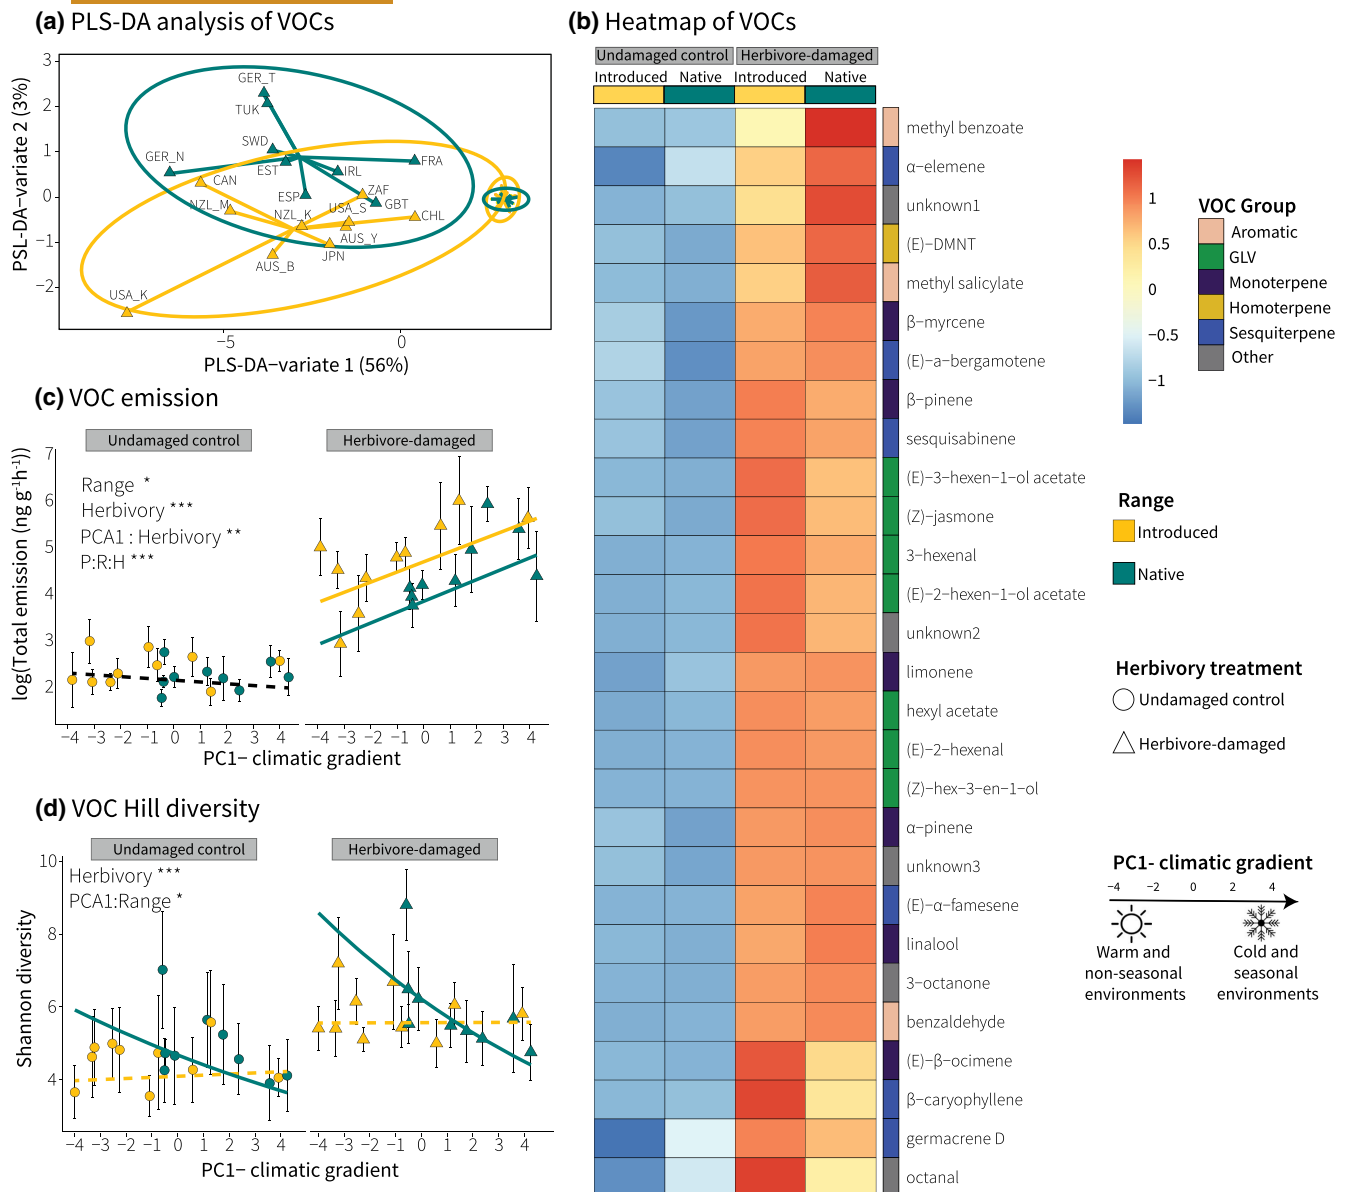 (a) PLS-DA analysis of VOCs
PSL-DA−variate 2 (3%)
3
2
1
0
−1
−2
GER_T
TUK
SWD
GER_N
EST
IRL
FRA
CAN
ESP
ZAF
NZL_M
NZL_K
USA_S
GBT
CHL
AUS_Y
JPN
AUS_B
USA_K
−5
0
PLS-DA−variate 1 (56%)
(b) Heatmap of VOCs
Undamaged control
Herbivore-damaged
Introduced
Native
Introduced
Native
methyl benzoate
α−elemene
unknown1
(E)−DMNT
methyl salicylate
β−myrcene
(E)−a−bergamotene
β−pinene
sesquisabinene
(E)−3−hexen−1−ol acetate
(Z)−jasmone
3−hexenal
(E)−2−hexen−1−ol acetate
unknown2
limonene
hexyl acetate
(E)−2−hexenal
(Z)−hex−3−en−1−ol
α−pinene
unknown3
(E)−α−famesene
linalool
3−octanone
benzaldehyde
(E)−β−ocimene
β−caryophyllene
germacrene D
octanal
1
0.5
0
−0.5
−1
VOC Group
Aromatic
GLV
Monoterpene
Homoterpene
Sesquiterpene
Other
Range
Introduced
Native
Herbivory treatment
Undamaged control
Herbivore-damaged
PC1- climatic gradient
−4 −2 0 2 4
Warm and
non-seasonal
environments
Cold and
seasonal
environments
(c) VOC emission
Undamaged control
Herbivore-damaged
log(Total emission (ng g⁻¹h⁻¹))
7
6
5
4
3
2
Range *
Herbivory ***
PCA1 : Herbivory **
P:R:H ***
−4 −3 −2 −1 0 1 2 3 4
−4 −3 −2 −1 0 1 2 3 4
PC1− climatic gradient
(d) VOC Hill diversity
Undamaged control
Herbivore-damaged
Shannon diversity
10
8
6
4
Herbivory ***
PCA1:Range *
−4 −3 −2 −1 0 1 2 3 4
−4 −3 −2 −1 0 1 2 3 4
PC1− climatic gradient